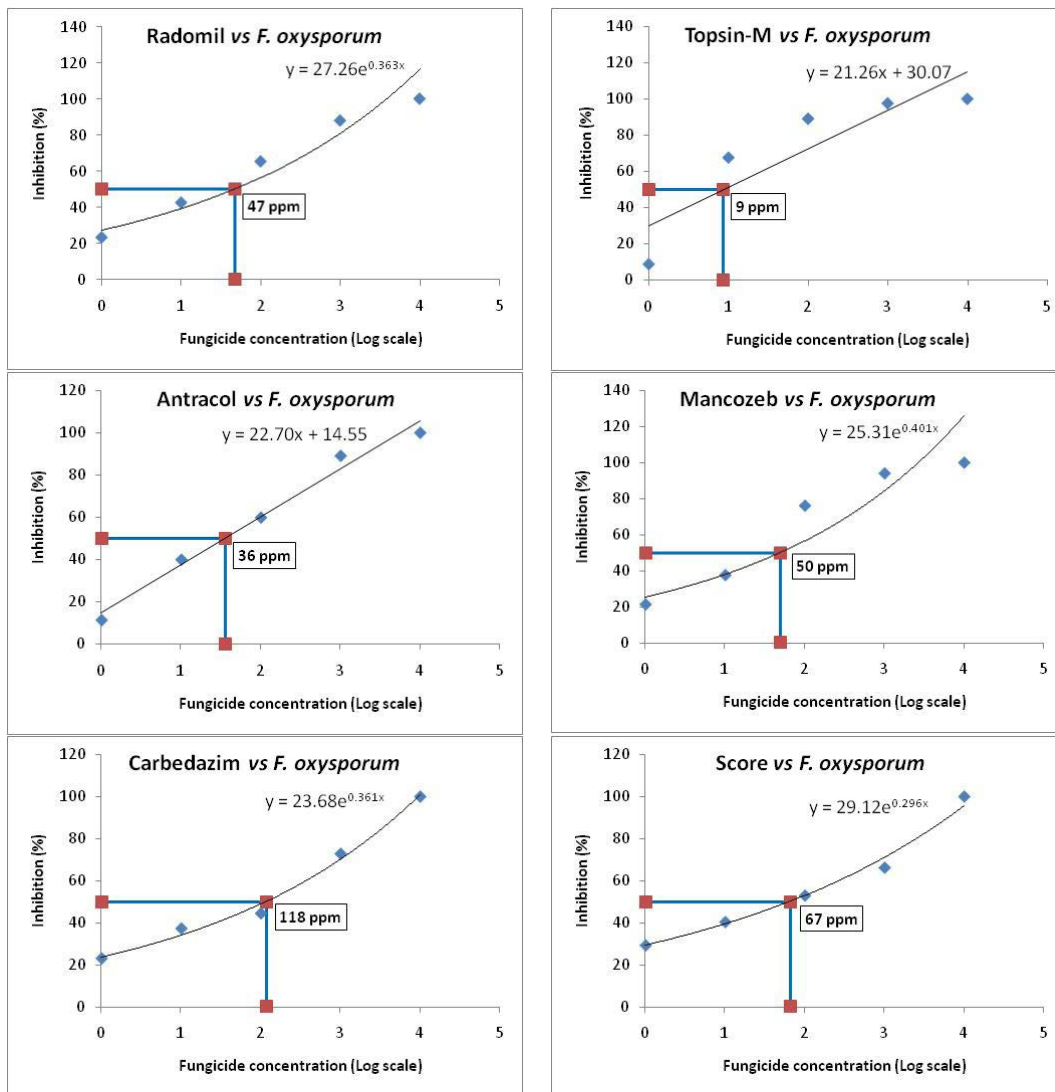 Radomil vs F. oxysporum
y = 27.26e^0.363x
Inhibition (%)
140
120
100
80
60
40
20
0
47 ppm
0 1 2 3 4 5
Fungicide concentration (Log scale)
Topsin-M vs F. oxysporum
y = 21.26x + 30.07
Inhibition (%)
140
120
100
80
60
40
20
0
9 ppm
0 1 2 3 4 5
Fungicide concentration (Log scale)
Antracol vs F. oxysporum
y = 22.70x + 14.55
Inhibition (%)
120
100
80
60
40
20
0
36 ppm
0 1 2 3 4 5
Fungicide concentration (Log scale)
Mancozeb vs F. oxysporum
y = 25.31e^0.401x
Inhibition (%)
140
120
100
80
60
40
20
0
50 ppm
0 1 2 3 4 5
Fungicide concentration (Log scale)
Carbedazim vs F. oxysporum
y = 23.68e^0.361x
Inhibition (%)
120
100
80
60
40
20
0
118 ppm
0 1 2 3 4 5
Fungicide concentration (Log scale)
Score vs F. oxysporum
y = 29.12e^0.296x
Inhibition (%)
120
100
80
60
40
20
0
67 ppm
0 1 2 3 4 5
Fungicide concentration (Log scale)